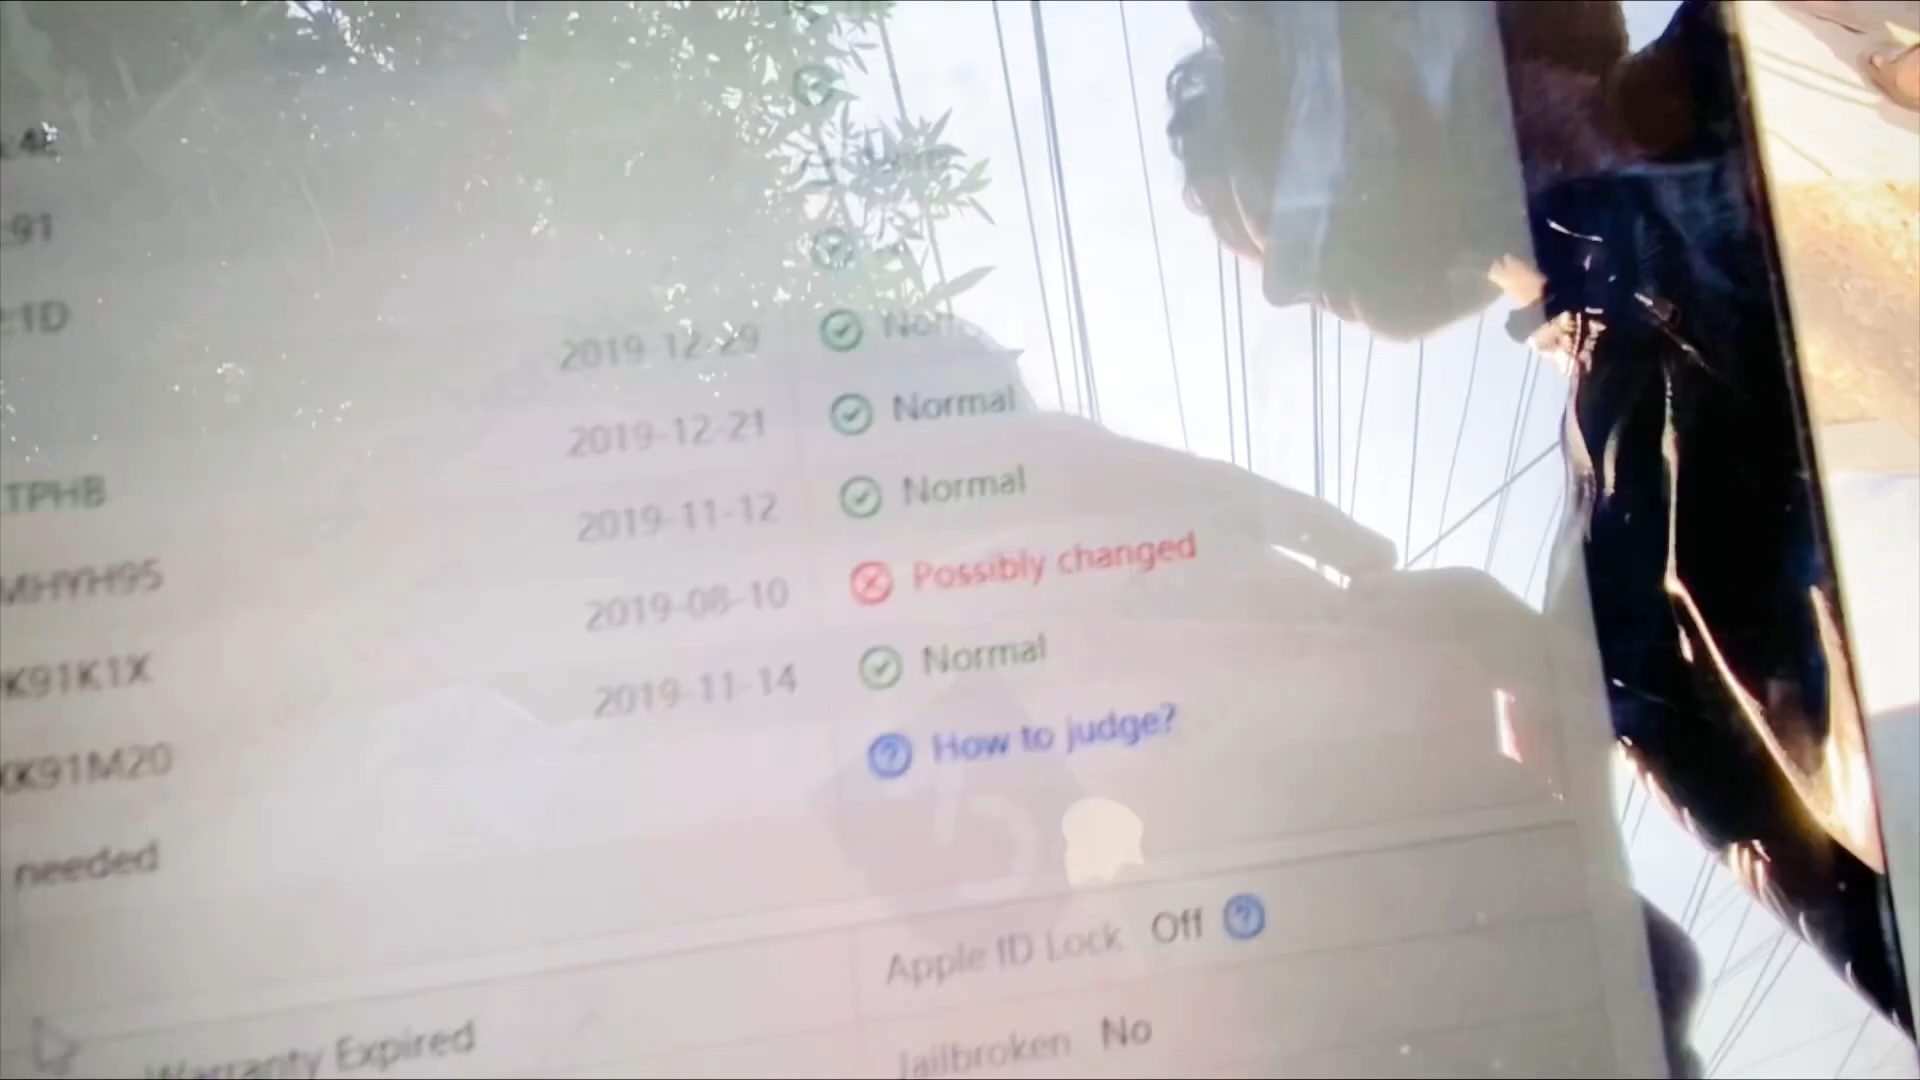 91
1D
2019-12-29
2019-12-21 Normal
TPHB 2019-11-12 Normal
MHYH95 2019-08-10 Possibly changed
K91K1X 2019-11-14 Normal
K91M20 How to judge?
needed
Apple ID Lock Off
Warranty Expired Jailbroken No